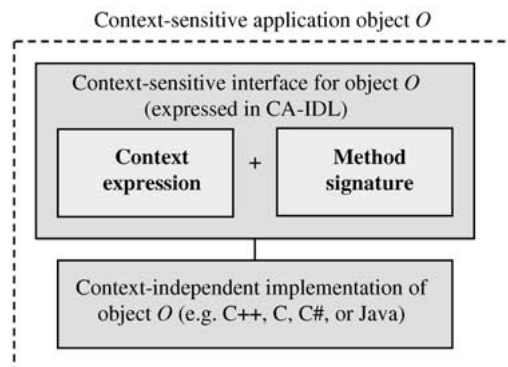 Context-sensitive application object O
Context-sensitive interface for object O
(expressed in CA-IDL)
Context
expression
+
Method
signature
Context-independent implementation of
object O (e.g. C++, C, C#, or Java)